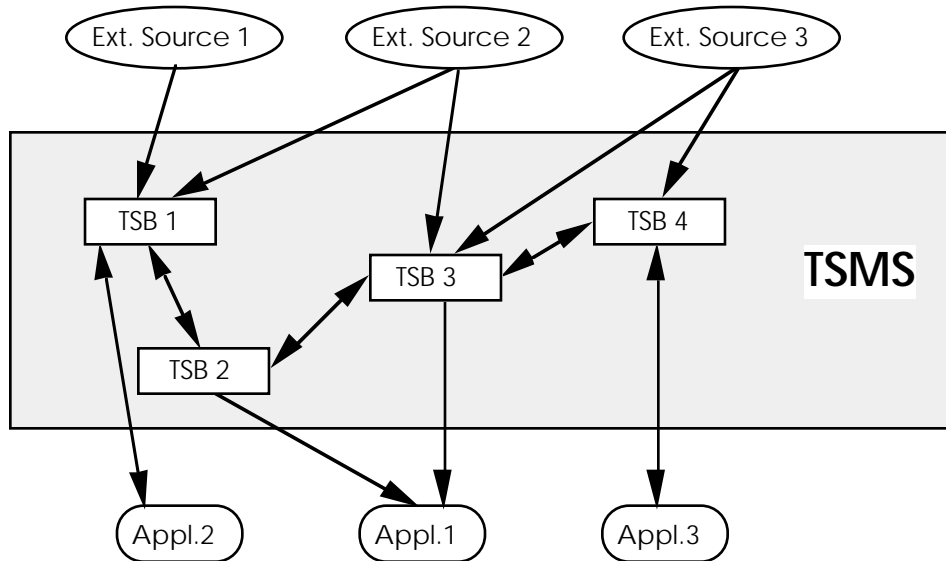 Ext. Source 1
Ext. Source 2
Ext. Source 3
TSB 1
TSB 4
TSB 3
TSMS
TSB 2
Appl.2
Appl.1
Appl.3